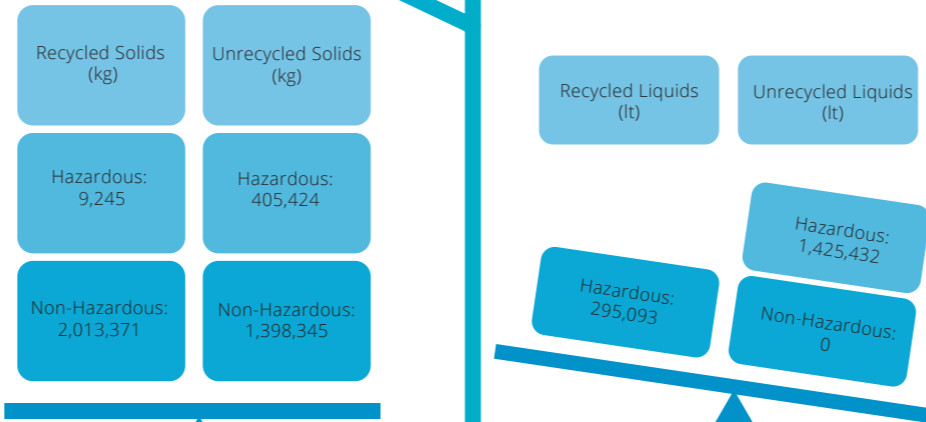 Recycled Solids
(kg)
Unrecycled Solids
(kg)
Hazardous:
9,245
Hazardous:
405,424
Non-Hazardous:
2,013,371
Non-Hazardous:
1,398,345
Recycled Liquids
(lt)
Unrecycled Liquids
(lt)
Hazardous:
1,425,432
Hazardous:
295,093
Non-Hazardous:
0